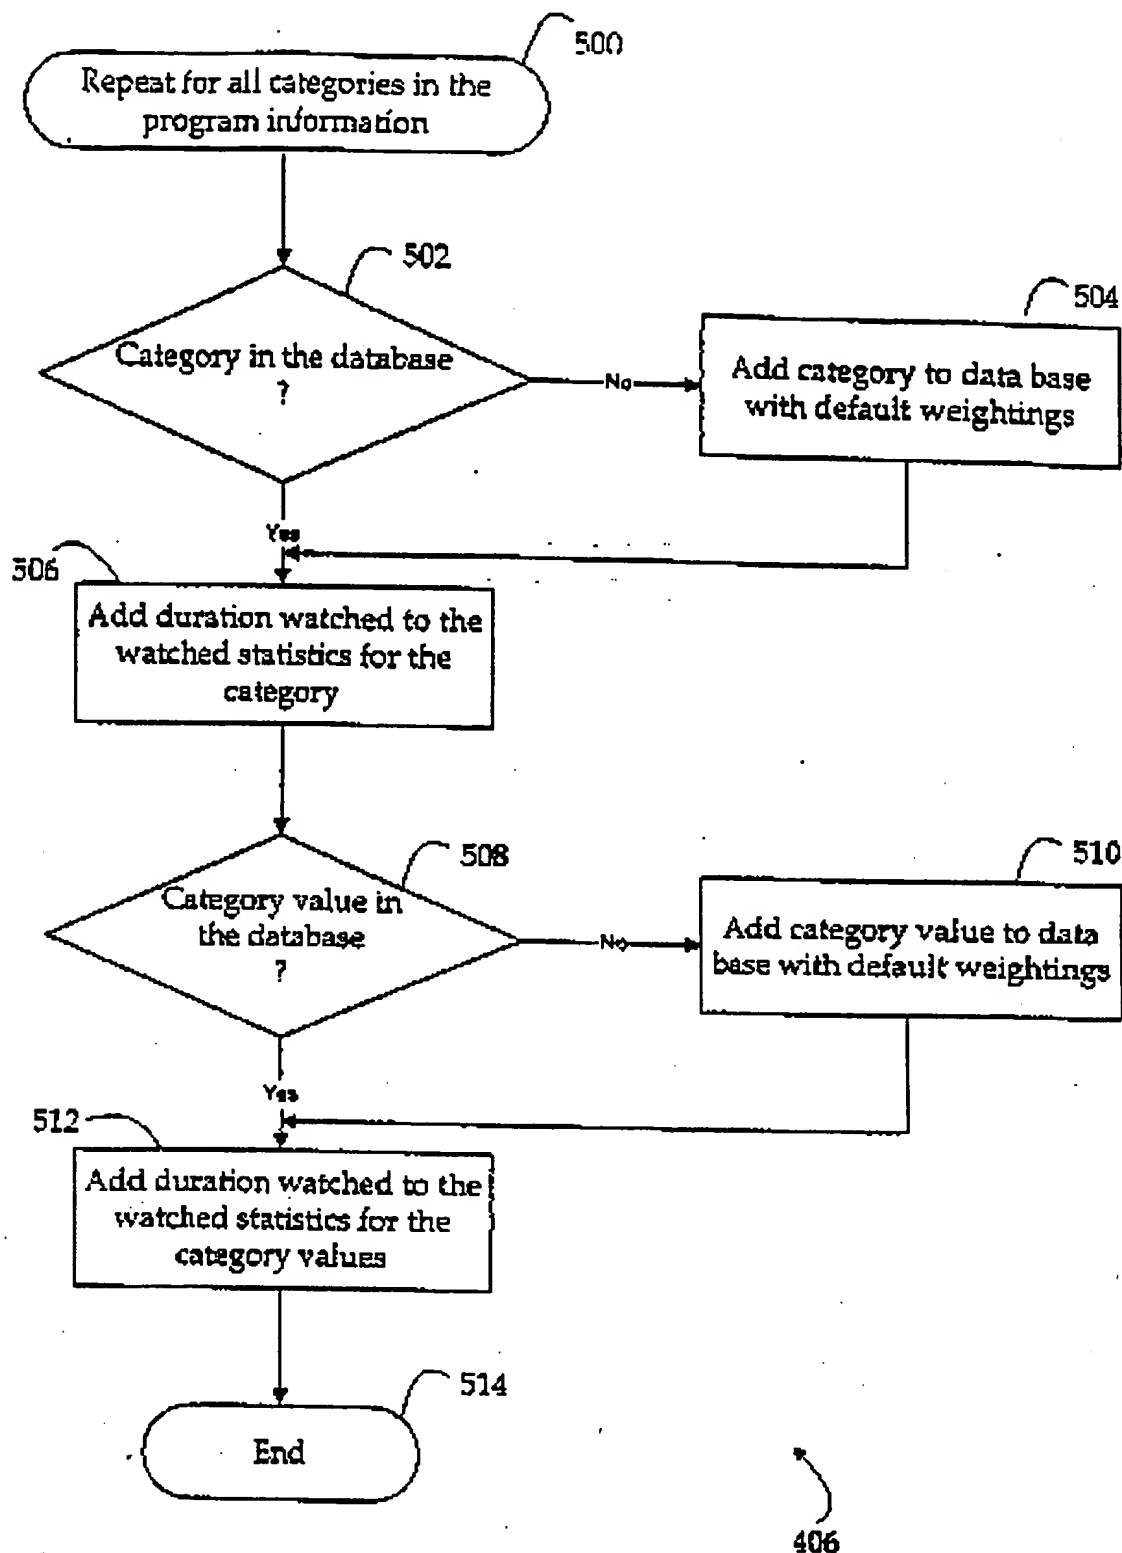 500
Repeat for all categories in the
program information
502
Category in the database
?
No
504
Add category to data base
with default weightings
Yes
306
Add duration watched to the
watched statistics for the
category
508
Category value in
the database
?
No
510
Add category value to data
base with default weightings
Yes
512
Add duration watched to the
watched statistics for the
category values
514
End
406